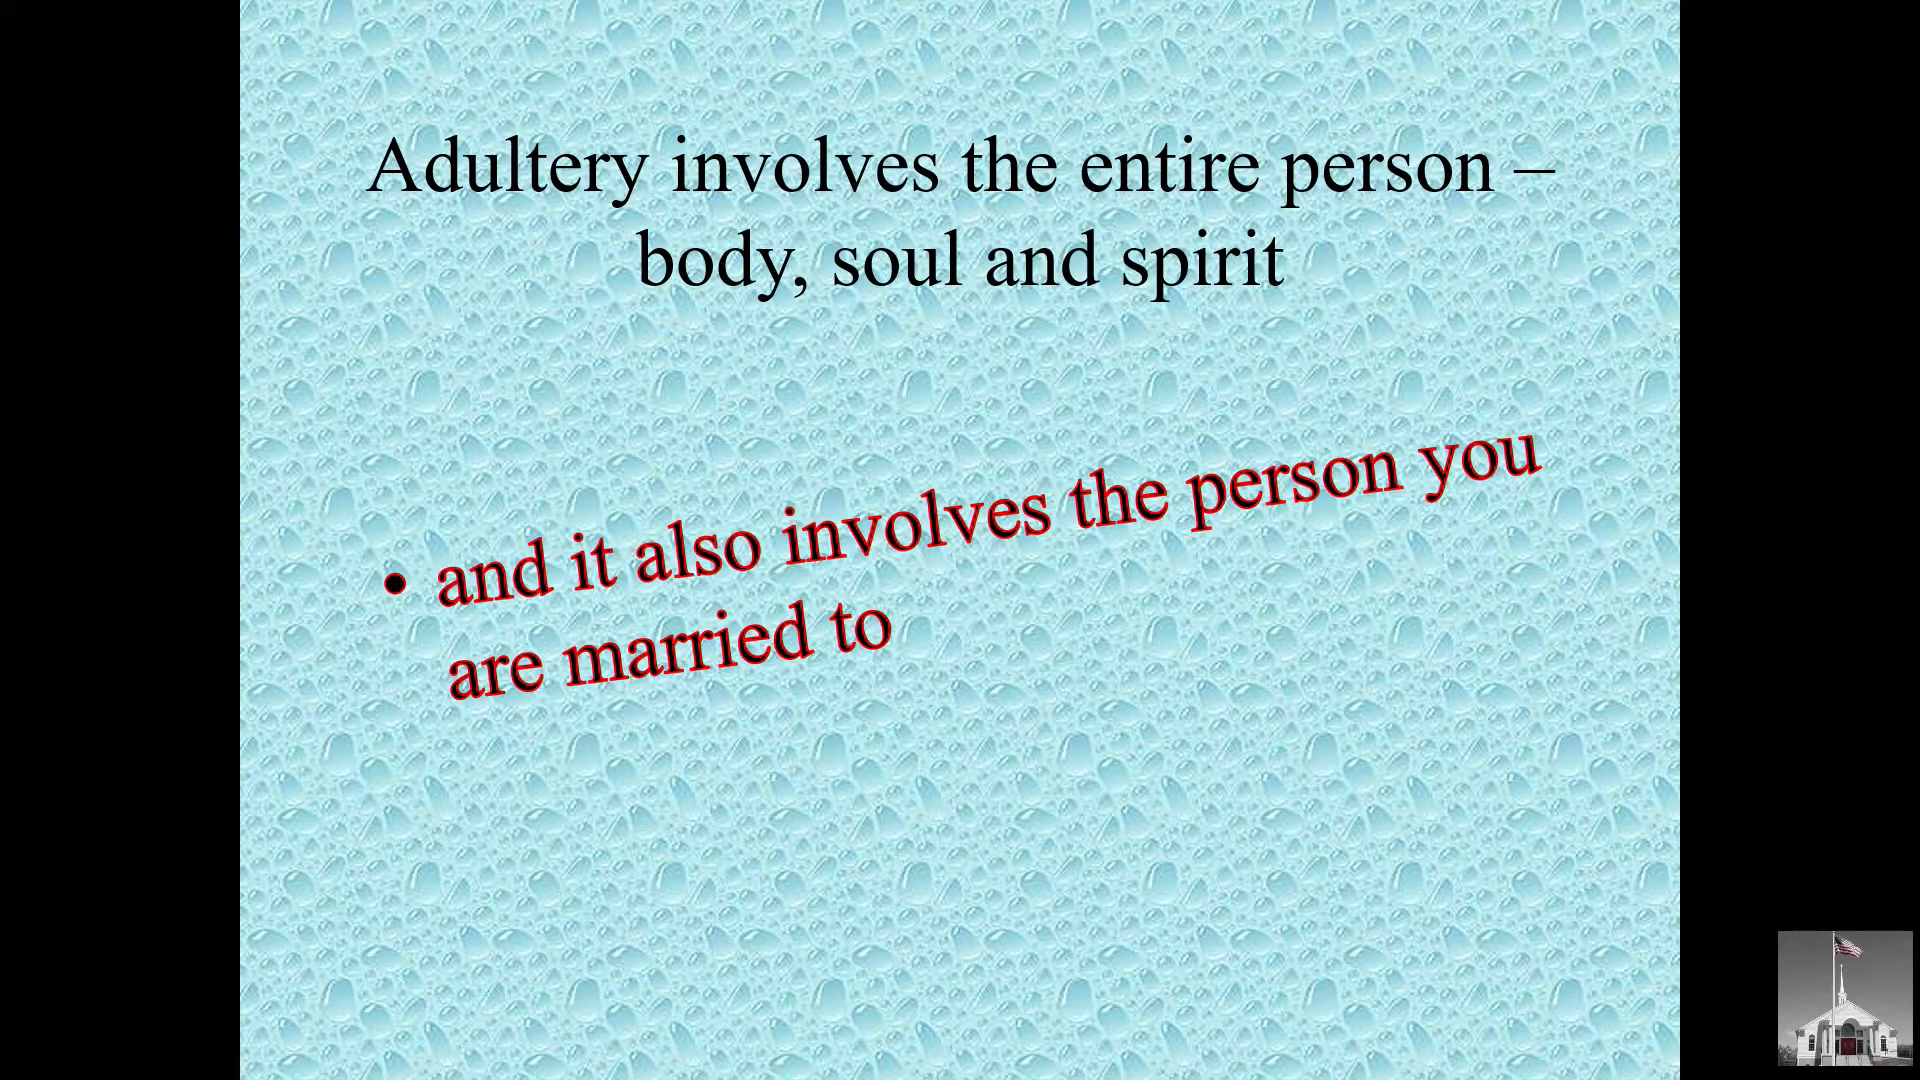 Adultery involves the entire person –
body, soul and spirit
• and it also involves the person you
are married to